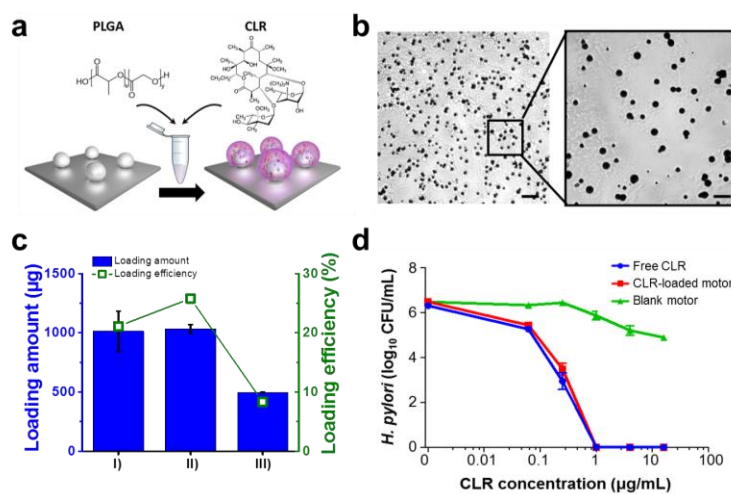 a
PLGA
CLR
b
c
Loading amount
Loading efficiency
Loading amount (µg)
1500
1000
500
0
I)
II)
III)
30
20
10
0
Loading efficiency (%)
d
Free CLR
CLR-loaded motor
Blank motor
H. pylori (log10 CFU/mL)
8
6
4
2
0
0
0.01
0.1
1
10
100
CLR concentration (µg/mL)